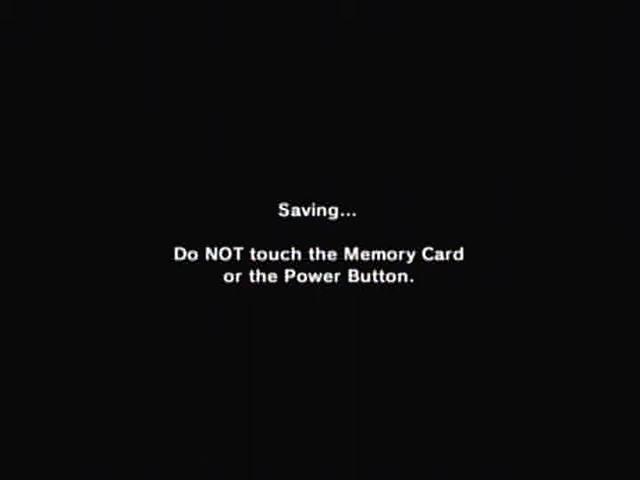 Saving...
Do NOT touch the Memory Card
or the Power Button.